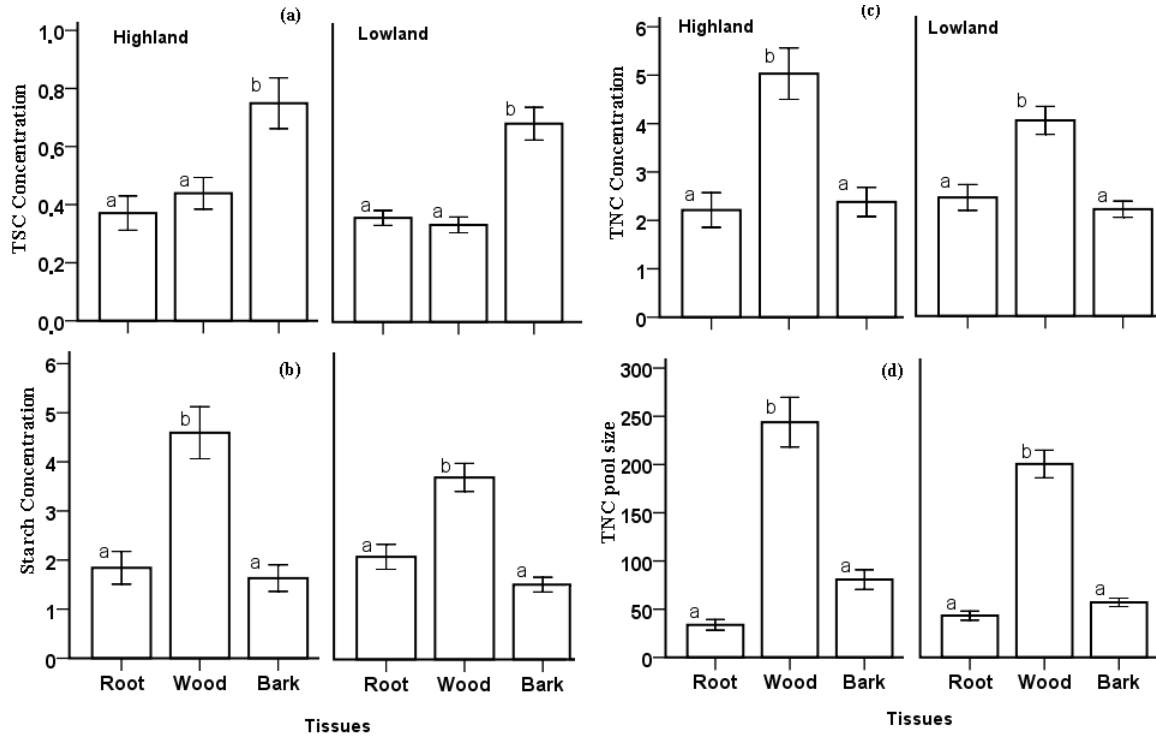 (a)
Highland
Lowland
TSC Concentration
1.0
0.8
0.6
0.4
0.2
0.0
a
a
b
a
a
b
(c)
Highland
Lowland
TNC Concentration
6
5
4
3
2
1
0
a
b
a
a
b
a
(b)
Starch Concentration
6
5
4
3
2
1
0
a
b
a
a
b
a
Root Wood Bark Root Wood Bark
Tissues
(d)
TNC pool size
300
250
200
150
100
50
0
a
b
a
a
b
a
Root Wood Bark Root Wood Bark
Tissues